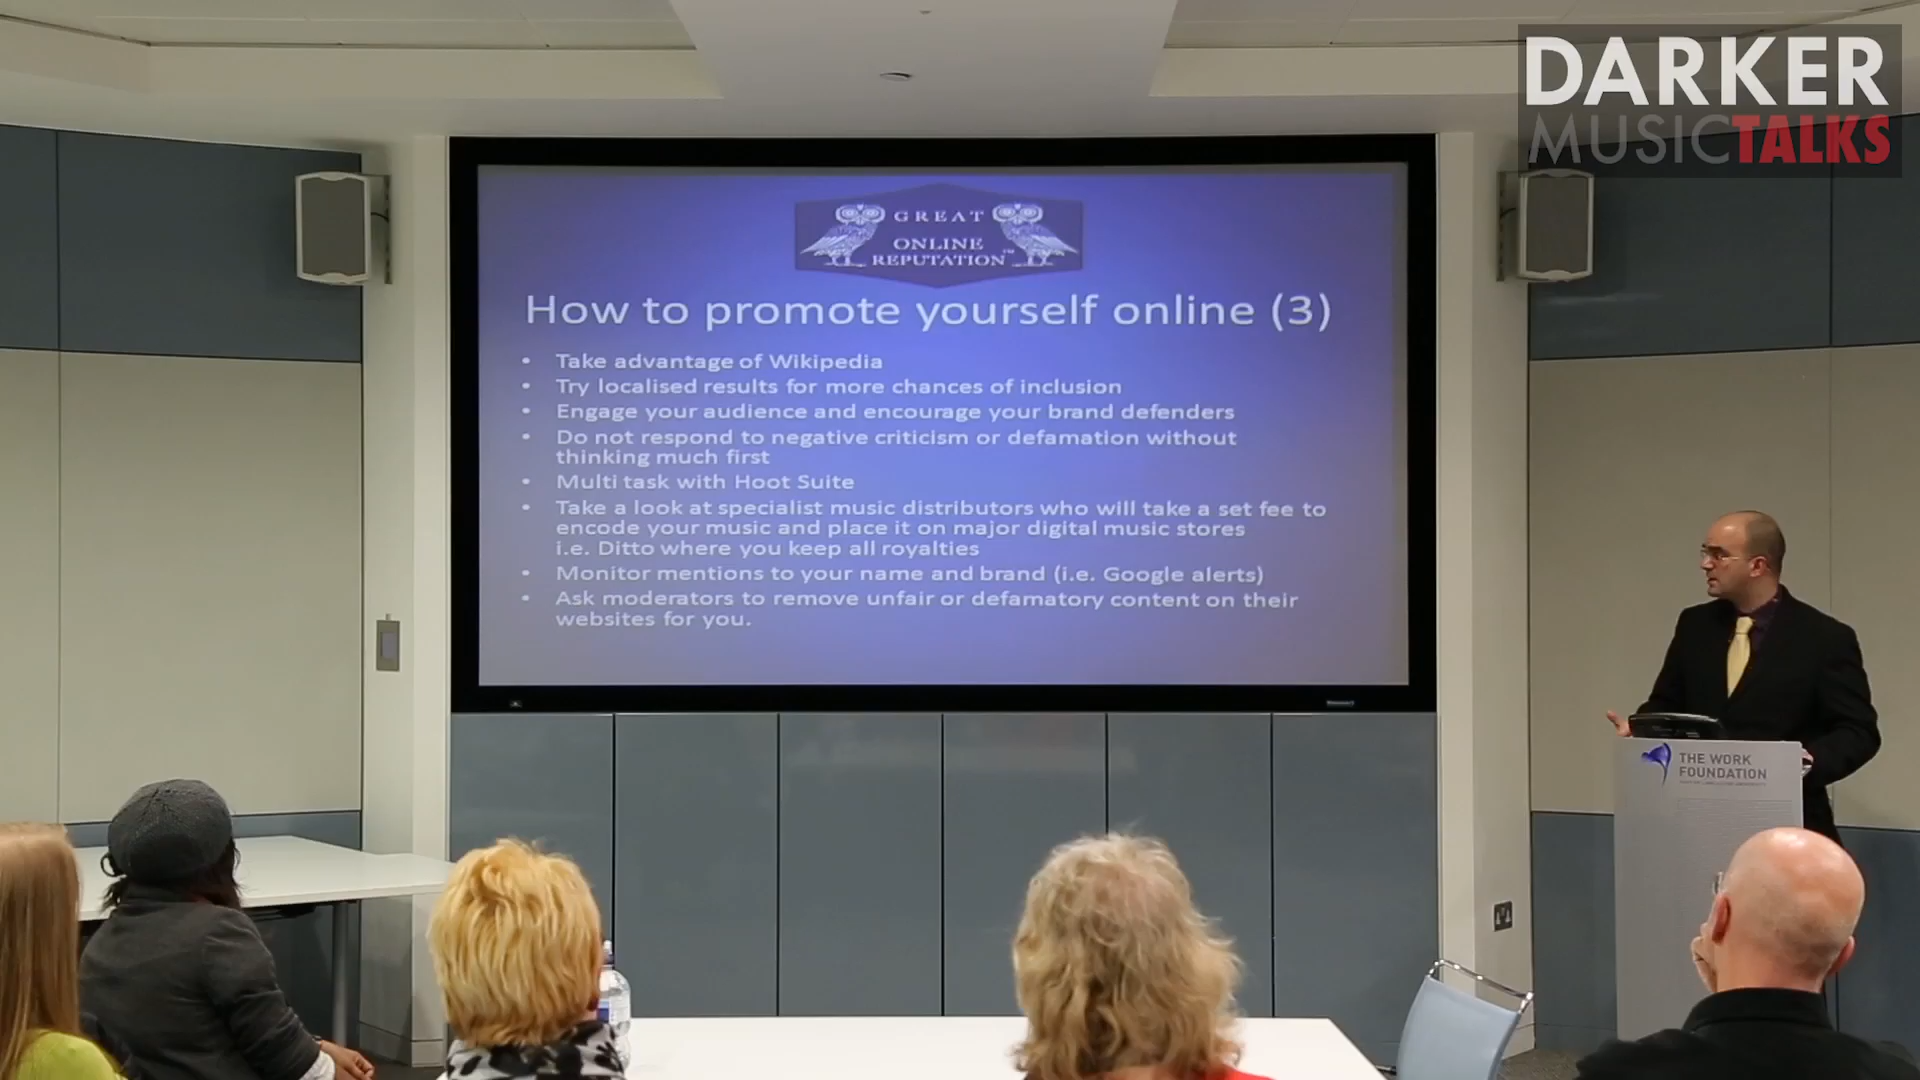 DARKER
MUSICTALKS
GREAT
ONLINE
REPUTATION™
How to promote yourself online (3)
• Take advantage of Wikipedia
• Try localised results for more chances of inclusion
• Engage your audience and encourage your brand defenders
• Do not respond to negative criticism or defamation without
thinking much first
• Multi task with Hoot Suite
• Take a look at specialist music distributors who will take a set fee to
encode your music and place it on major digital music stores
i.e. Ditto where you keep all royalties
• Monitor mentions to your name and brand (i.e. Google alerts)
• Ask moderators to remove unfair or defamatory content on their
websites for you.
THE WORK
FOUNDATION